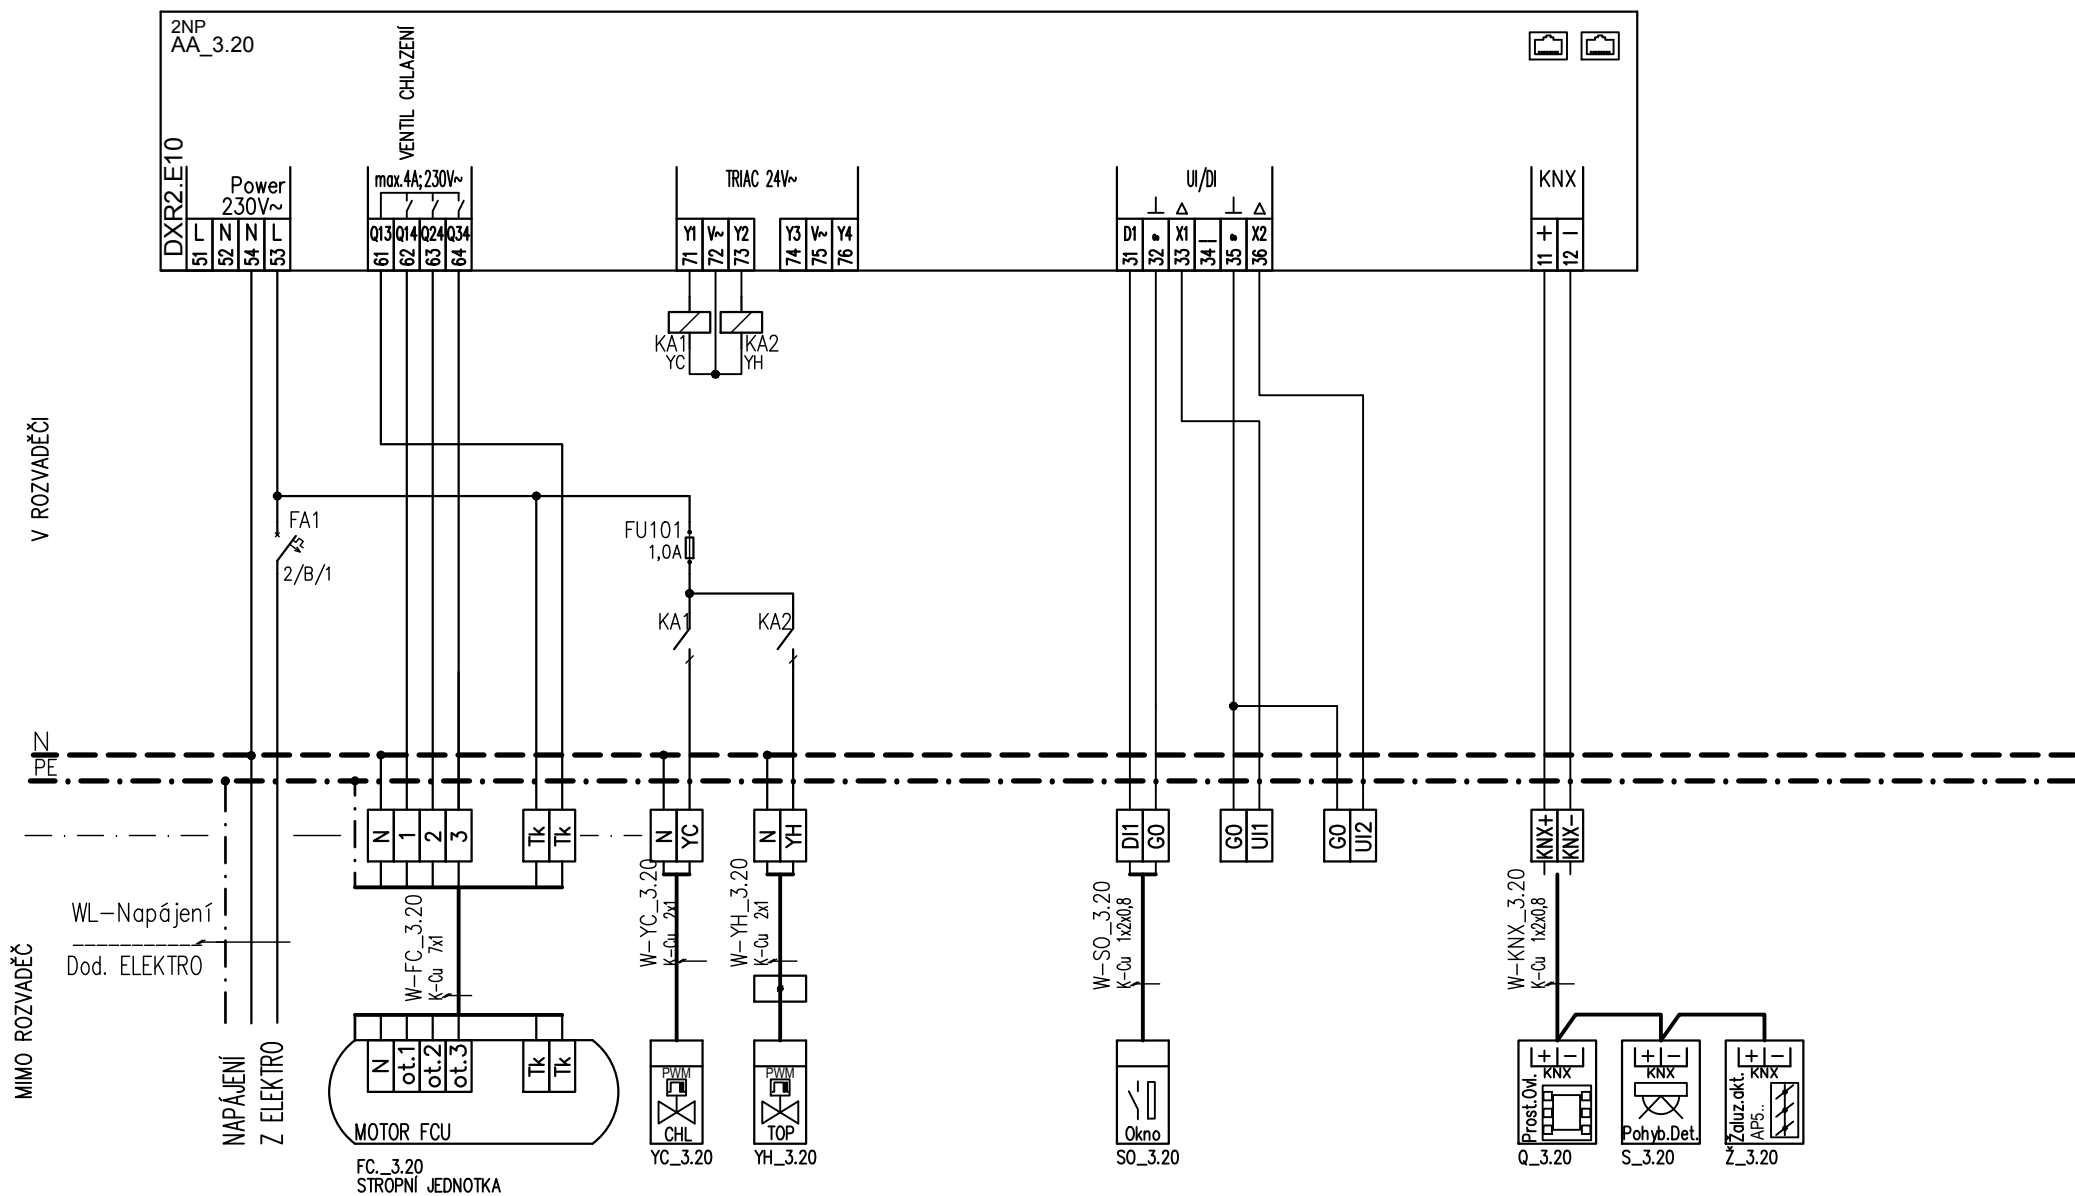 2NP
AA_3.20
VENTIL CHLAZENÍ
DXR2.E10
Power
230V~
max.4A;230V~
TRIAC 24V~
UI/DI
KNX
L N N L
51 52 54 53
Q13 Q14 Q24 Q34
61 62 63 64
Y1 V~ Y2
71 72 73
Y3 V~ Y4
74 75 76
D1 X1 X2
31 32 33 34 35 36
+ −
11 12
KA1
YC
KA2
YH
V ROZVADĚČI
FA1
2/B/1
FU101
1,0A
KA1
KA2
N
PE
N 1 2 3
Tk Tk
N YC
N YH
DI1 GO
GO UI1
GO UI2
KNX+ KNX-
MIMO ROZVADĚČ
WL-Napájení
Dod. ELEKTRO
W-FC_3.20
K-Cu 7x1
W-YC_3.20
K-Cu 2x1
W-YH_3.20
K-Cu 2x1
W-SO_3.20
K-Cu 1x2x0,8
W-KNX_3.20
K-Cu 1x2x0,8
NAPÁJENÍ
Z ELEKTRO
N ot.1 ot.2 ot.3
Tk Tk
MOTOR FCU
FC._3.20
STROPNÍ JEDNOTKA
PWM
CHL
YC_3.20
PWM
TOP
YH_3.20
Okno
SO_3.20
+ −
KNX
Prost.Ovl.
Q_3.20
+ −
KNX
Pohyb.Det.
S_3.20
+ −
KNX
Žaluz.akt.
AP5..
Ž_3.20